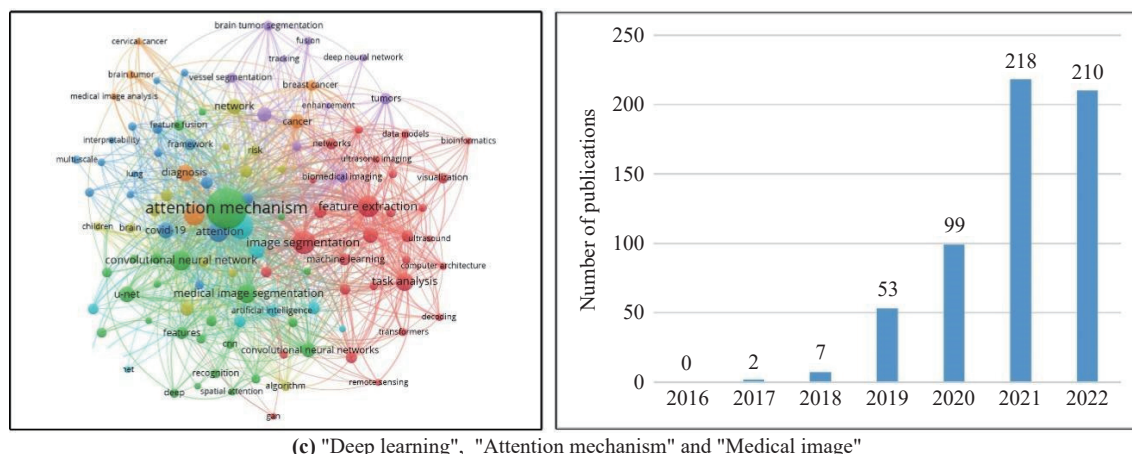 brain tumor segmentation
fusion
cervical cancer
tracking
deep neural network
brain tumor
vessel segmentation
breast cancer
medical image analysis
network
enhancement
tumors
feature fusion
cancer
data models
interpretability
framework
risk
networks
bioinformatics
multi-scale
ultrasonic imaging
lung
diagnosis
biomedical imaging
visualization
attention mechanism
feature extraction
children
brain
covid-19
attention
image segmentation
ultrasound
convolutional neural network
machine learning
computer architecture
u-net
medical image segmentation
task analysis
artificial intelligence
decoding
features
transformers
cnn
convolutional neural networks
net
recognition
remote sensing
deep
spatial attention
algorithm
gan
Number of publications
250
200
150
100
50
0
0
2
7
53
99
218
210
2016 2017 2018 2019 2020 2021 2022
(c) "Deep learning", "Attention mechanism" and "Medical image"